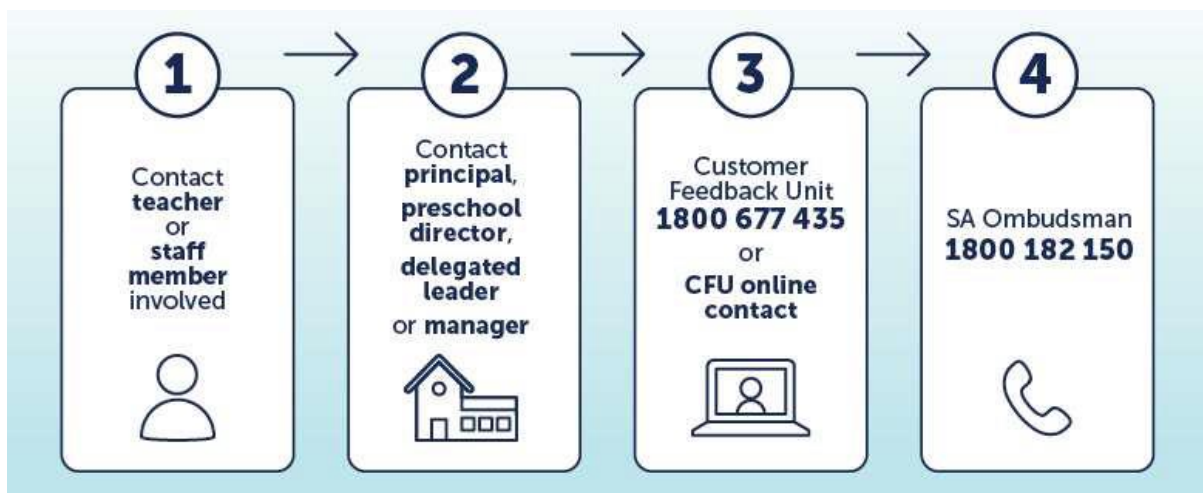 1
Contact
teacher
or
staff
member
involved
2
Contact
principal,
preschool
director,
delegated
leader
or manager
3
Customer
Feedback Unit
1800 677 435
or
CFU online
contact
4
SA Ombudsman
1800 182 150